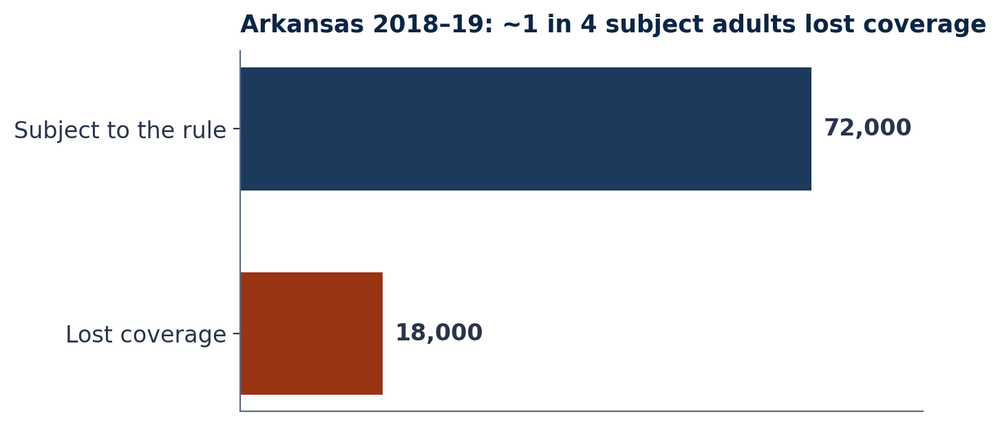 Arkansas 2018–19: ~1 in 4 subject adults lost coverage
Subject to the rule
72,000
Lost coverage
18,000